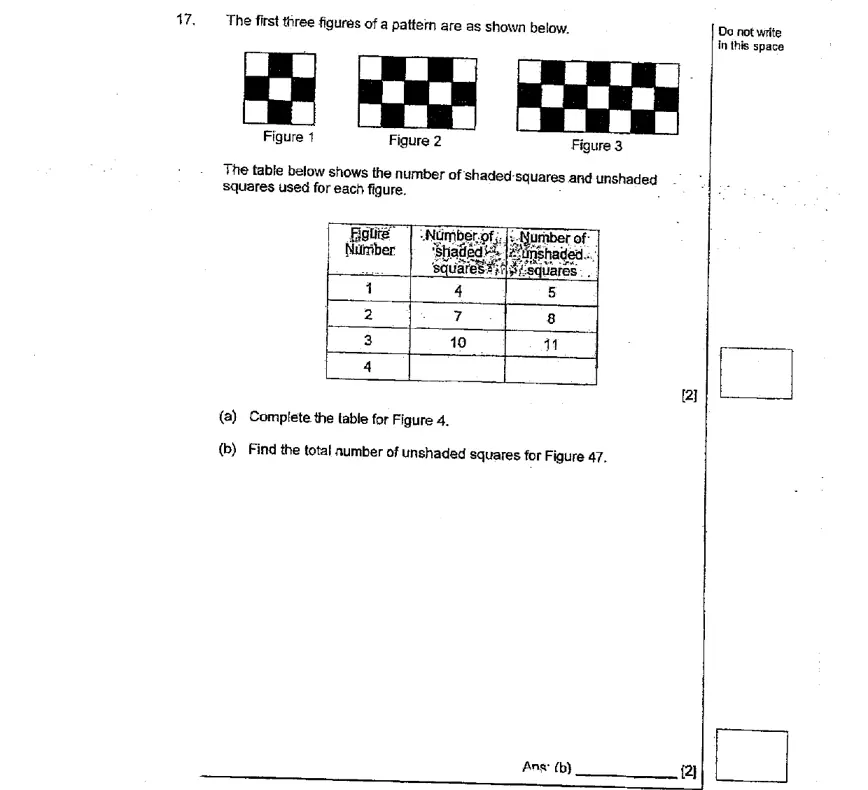 17. The first three figures of a pattern are as shown below.
Do not write
in this space
Figure 1 Figure 2 Figure 3
The table below shows the number of shaded squares and unshaded
squares used for each figure.
Figure Number of Number of
Number shaded unshaded
squares squares
1 4 5
2 7 8
3 10 11
4
[2]
(a) Complete the table for Figure 4.
(b) Find the total number of unshaded squares for Figure 47.
Ans: (b) [2]